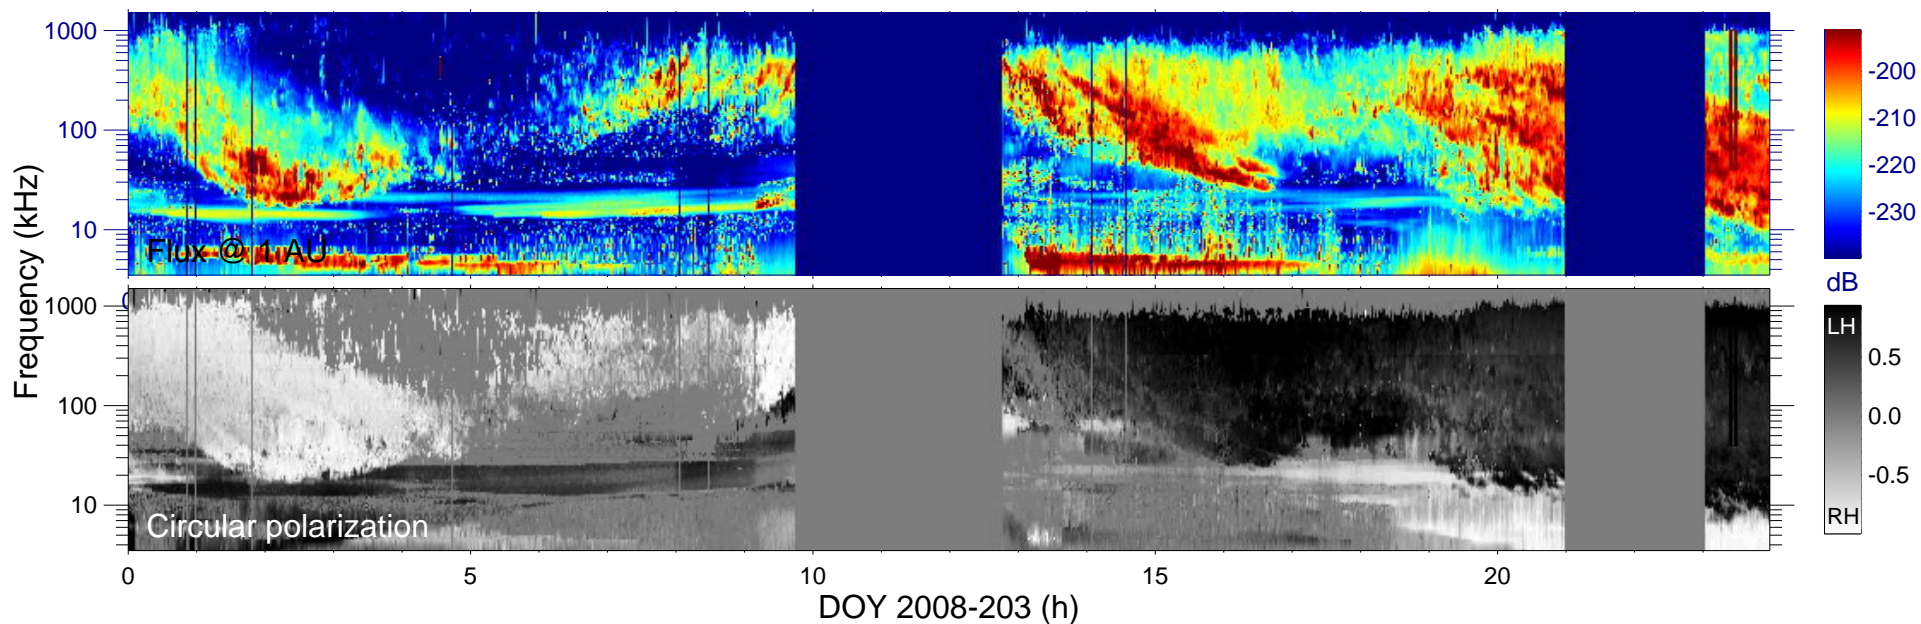 Frequency (kHz)
1000
100
10
Flux @ 1 AU
-200
-210
-220
-230
dB
0
1000
100
10
Circular polarization
LH
0.5
0.0
-0.5
RH
0
5
10
15
20
DOY 2008-203 (h)